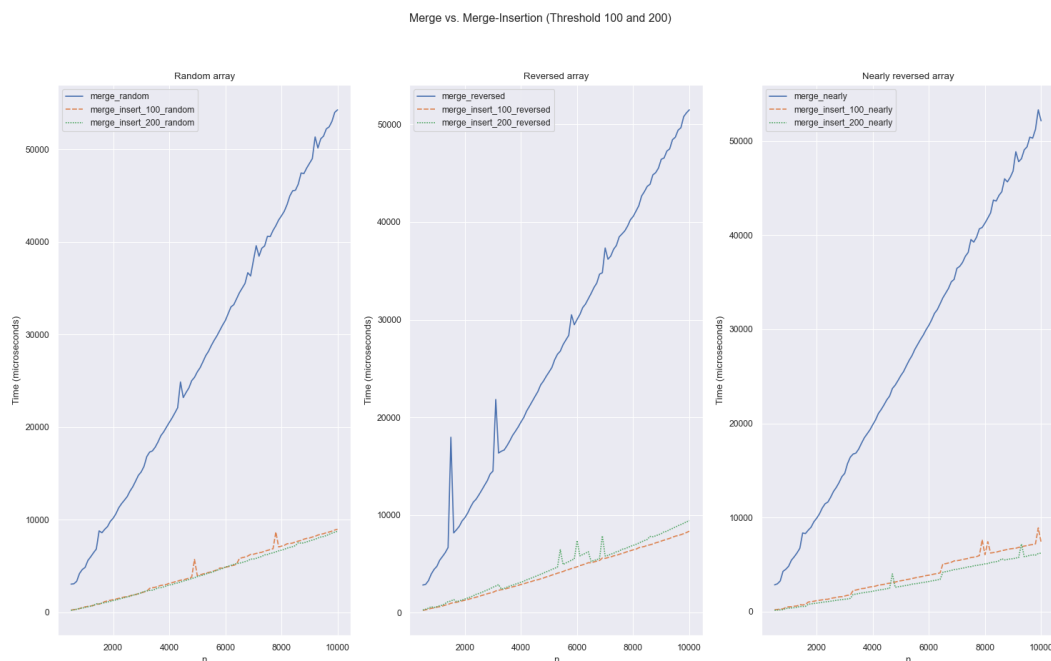 Merge vs. Merge-Insertion (Threshold 100 and 200)
Random array
merge_random
merge_insert_100_random
merge_insert_200_random
Time (microseconds)
50000
40000
30000
20000
10000
0
2000 4000 6000 8000 10000
n
Reversed array
merge_reversed
merge_insert_100_reversed
merge_insert_200_reversed
Time (microseconds)
50000
40000
30000
20000
10000
0
2000 4000 6000 8000 10000
n
Nearly reversed array
merge_nearly
merge_insert_100_nearly
merge_insert_200_nearly
Time (microseconds)
50000
40000
30000
20000
10000
0
2000 4000 6000 8000 10000
n